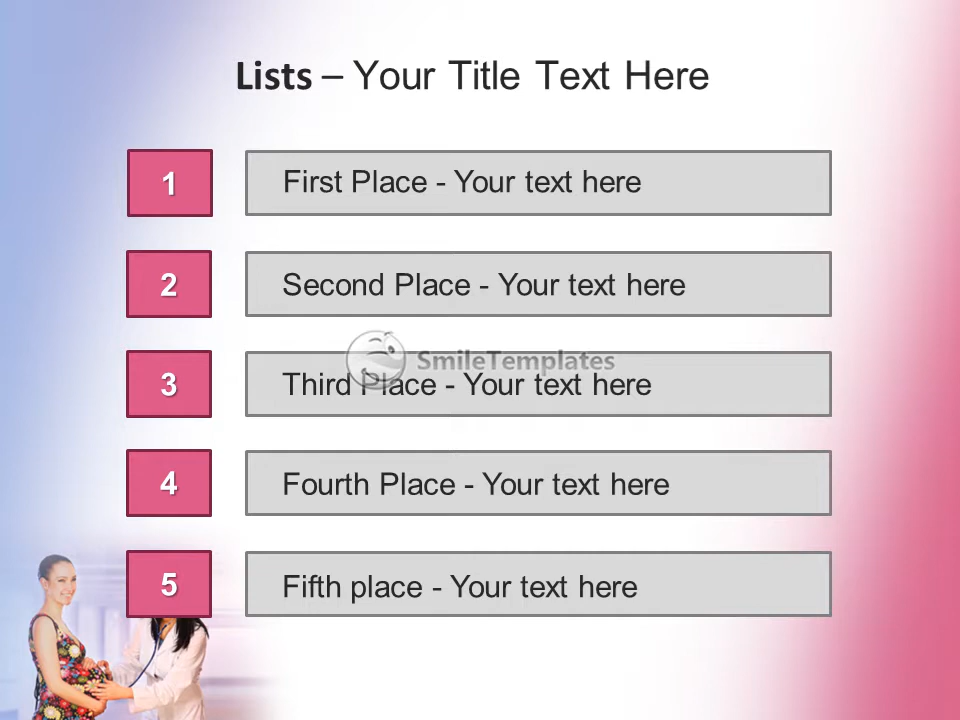 Lists – Your Title Text Here
1
First Place - Your text here
2
Second Place - Your text here
SmileTemplates
3
Third Place - Your text here
4
Fourth Place - Your text here
5
Fifth place - Your text here